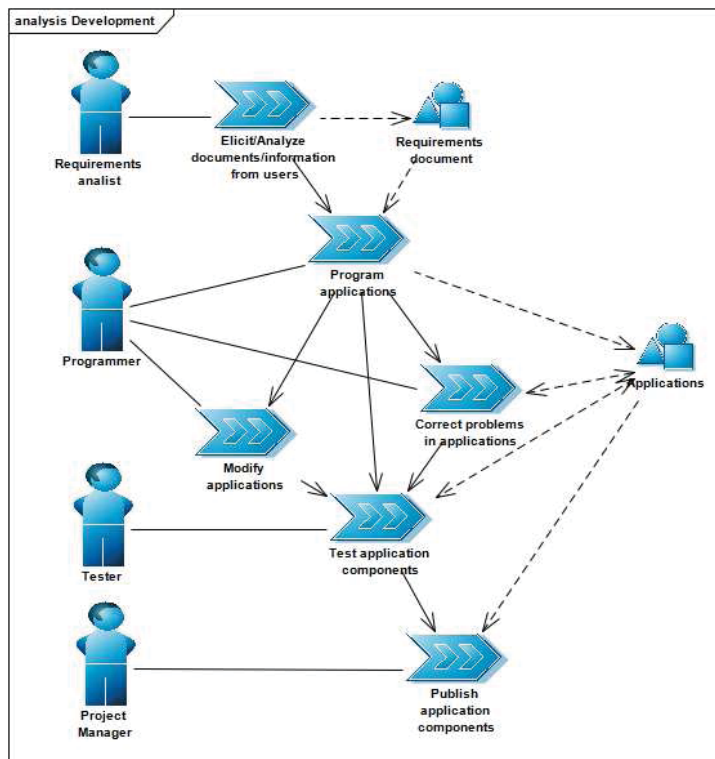 analysis Development
Elicit/Analyze
documents/information
from users
Requirements
document
Requirements
analist
Program
applications
Programmer
Applications
Correct problems
in applications
Modify
applications
Test application
components
Tester
Publish
application
components
Project
Manager